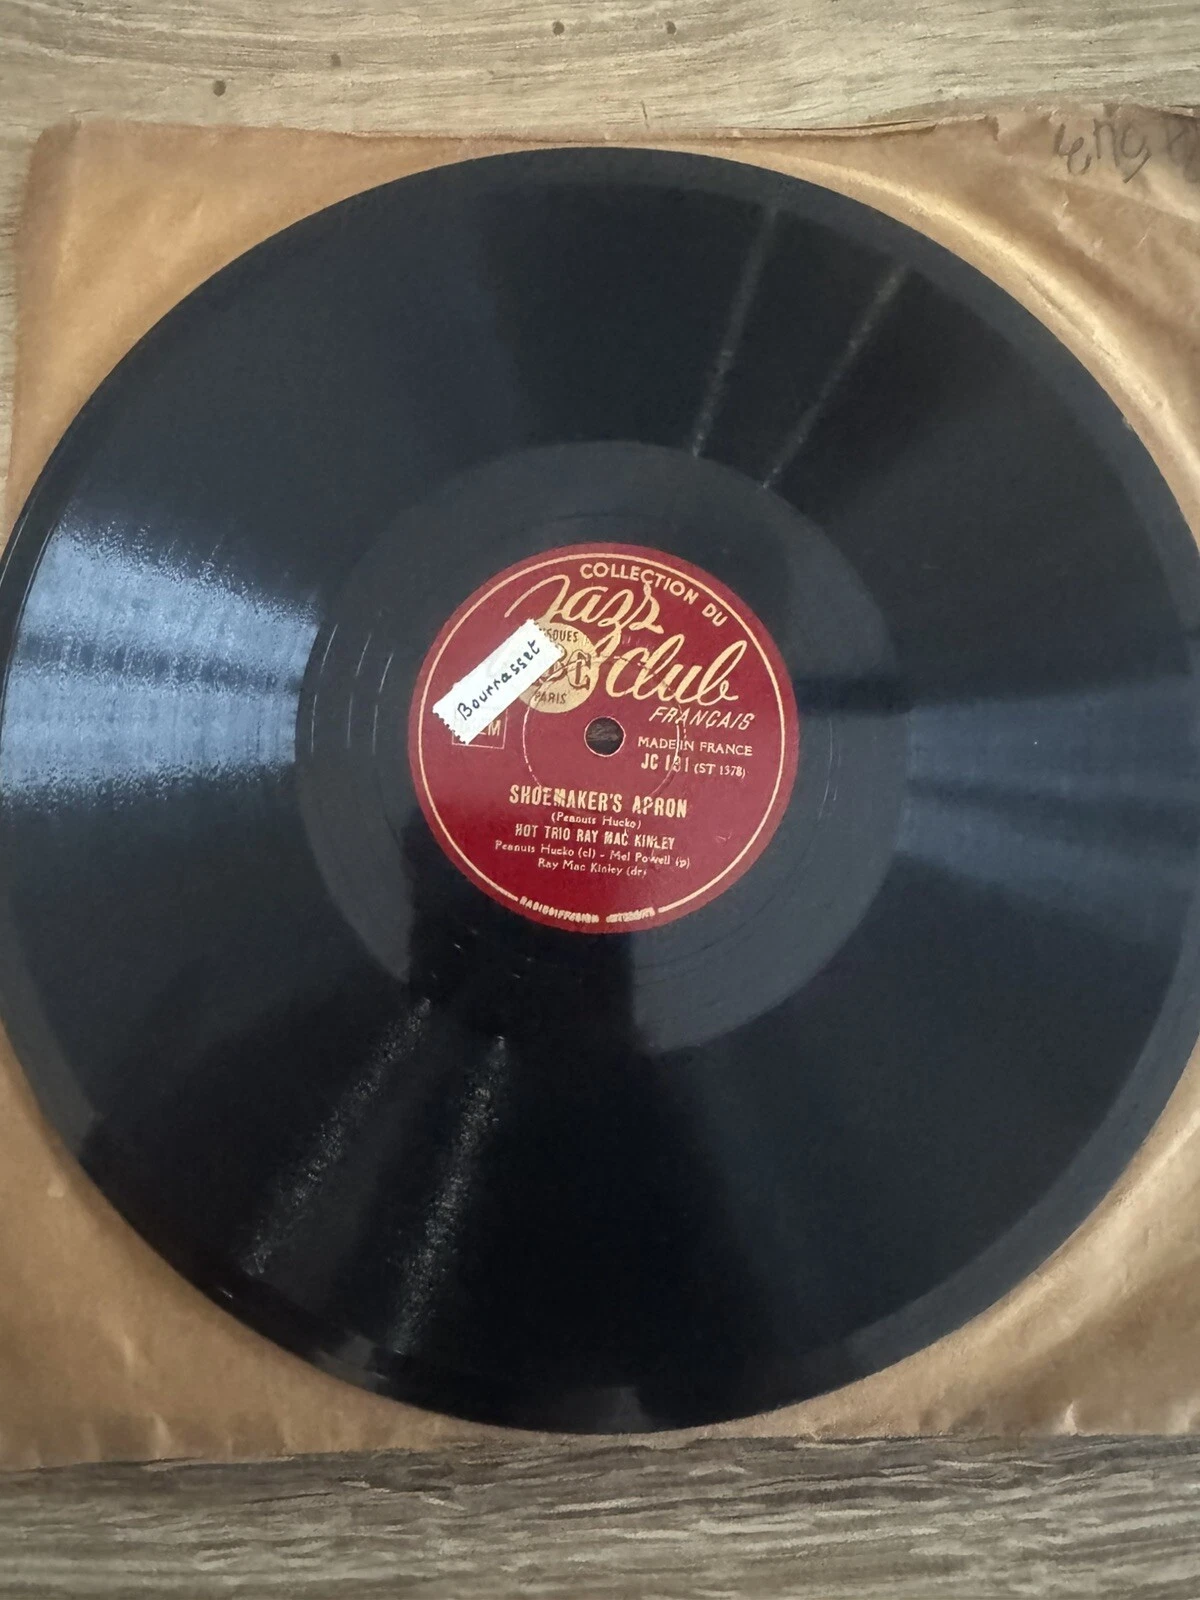 COLLECTION DU
Jazz
Club
FRANÇAIS
PARIS
Bourrasset
MADE IN FRANCE
JC 131 (ST 1578)
SHOEMAKER'S APRON
(Peanuts Hucko)
HOT TRIO RAY MAC KINLEY
Peanuts Hucko (cl) - Mel Powell (p)
Ray Mac Kinley (dr)